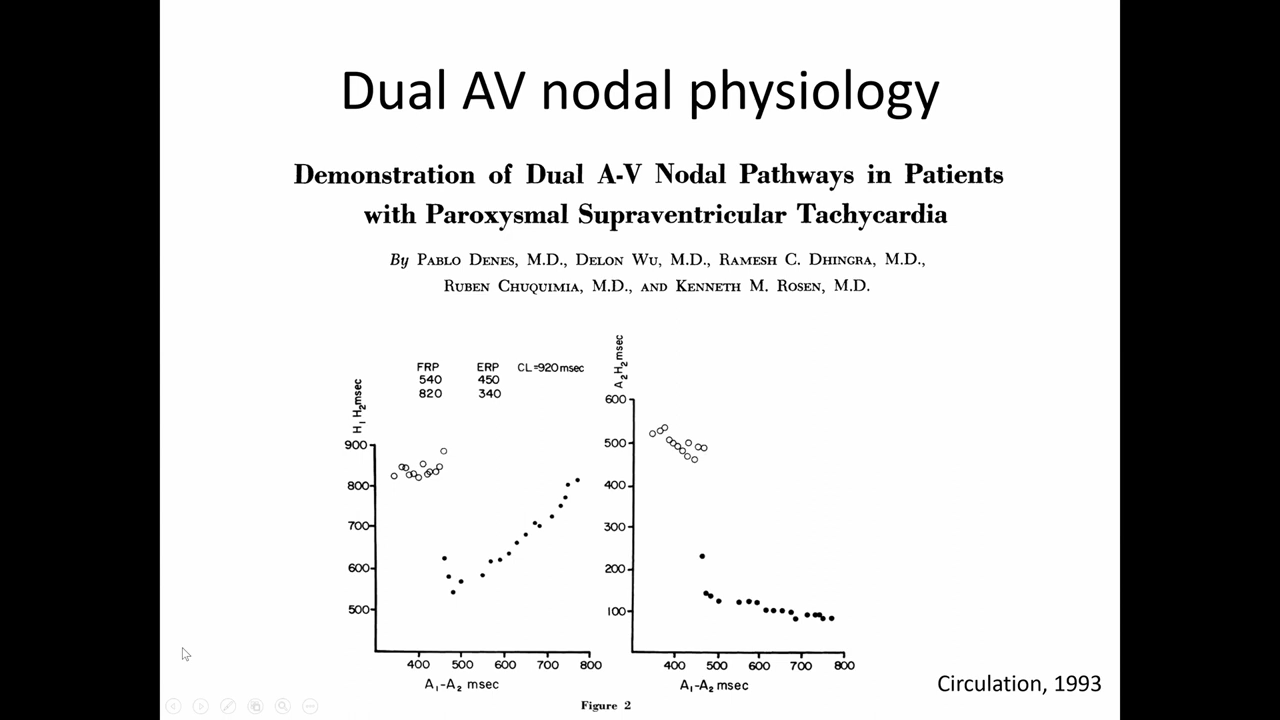 Dual AV nodal physiology
Demonstration of Dual A-V Nodal Pathways in Patients
with Paroxysmal Supraventricular Tachycardia
By Pablo Denes, M.D., Delon Wu, M.D., Ramesh C. Dhingra, M.D.,
Ruben Chuquimia, M.D., and Kenneth M. Rosen, M.D.
H₁ H₂ msec
FRP ERP CL=920 msec
540 450
820 340
900
800
700
600
500
400 500 600 700 800
A₁-A₂ msec
A₂H₂ msec
600
500
400
300
200
100
400 500 600 700 800
A₁-A₂ msec
Figure 2
Circulation, 1993